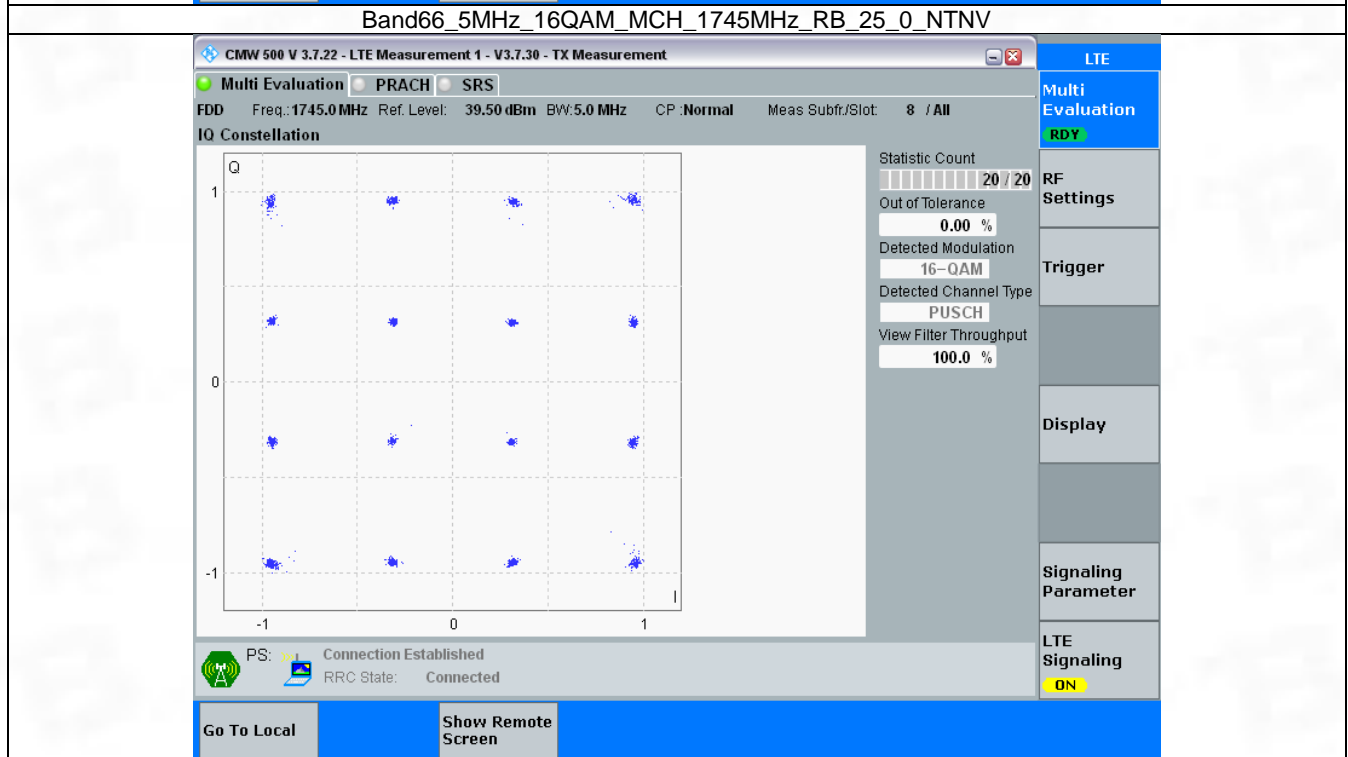 Band66_5MHz_16QAM_MCH_1745MHz_RB_25_0_NTNV
CMW 500 V 3.7.22 - LTE Measurement 1 - V3.7.30 - TX Measurement
LTE
Multi Evaluation PRACH SRS
Multi
Evaluation
RDY
FDD Freq.:1745.0 MHz Ref. Level: 39.50 dBm BW:5.0 MHz CP :Normal Meas Subfr./Slot: 8 / All
IQ Constellation
Q
1
0
-1
I
-1 0 1
Statistic Count
20 / 20
Out of Tolerance
0.00 %
Detected Modulation
16-QAM
Detected Channel Type
PUSCH
View Filter Throughput
100.0 %
RF
Settings
Trigger
Display
Signaling
Parameter
LTE
Signaling
ON
PS: Connection Established
RRC State: Connected
Go To Local
Show Remote
Screen